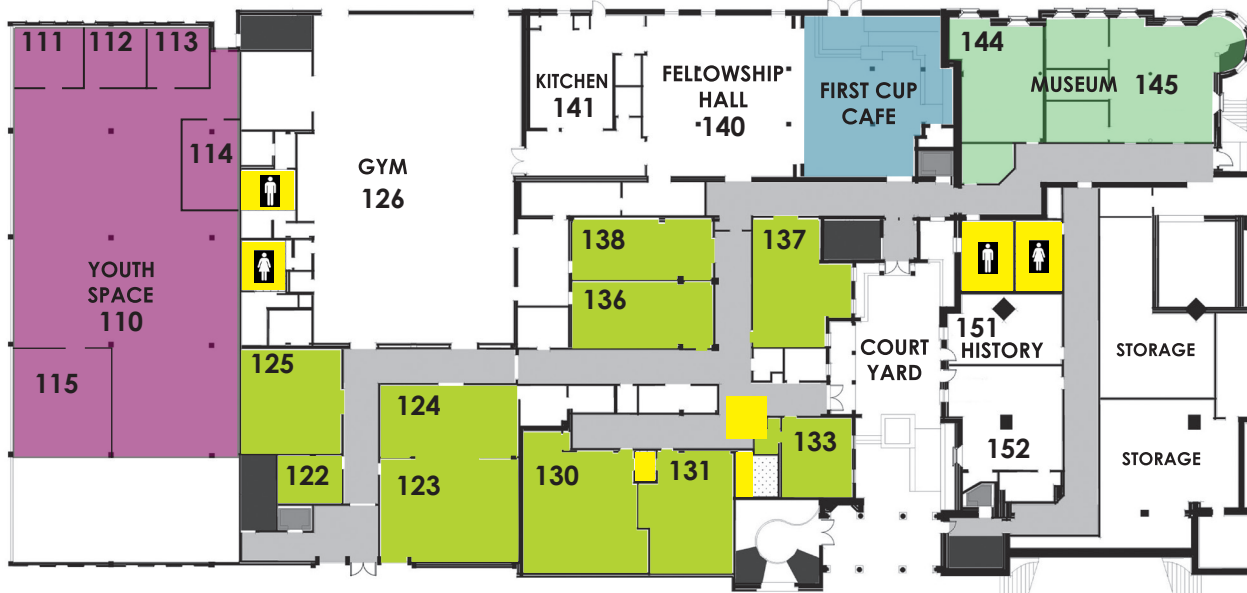 111
112
113
114
YOUTH
SPACE
110
115
GYM
126
KITCHEN
141
FELLOWSHIP
HALL
140
FIRST CUP
CAFE
144
MUSEUM
145
138
136
137
125
124
122
123
130
131
133
COURT
YARD
151
HISTORY
152
STORAGE
STORAGE